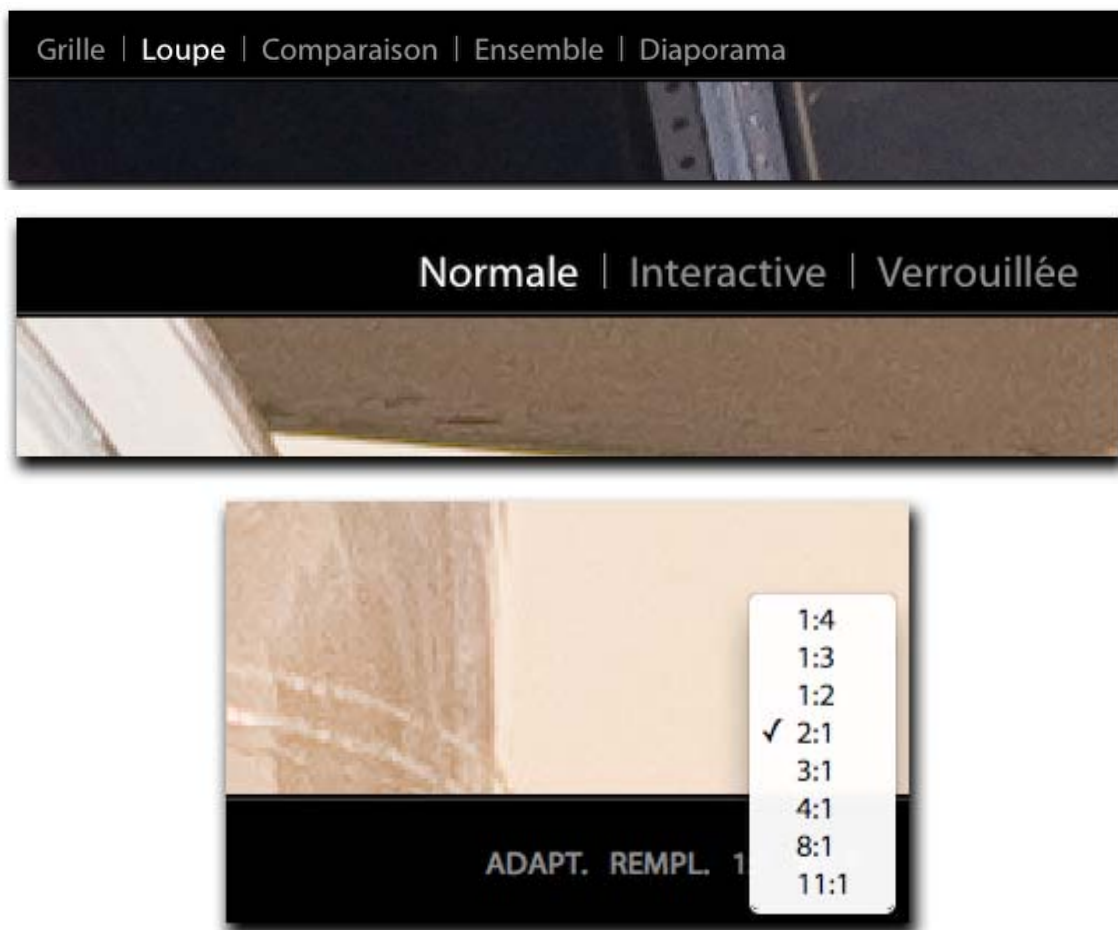 Grille | Loupe | Comparaison | Ensemble | Diaporama
Normale | Interactive | Verrouillée
1:4
1:3
1:2
✓ 2:1
3:1
4:1
8:1
11:1
ADAPT. REMPL.